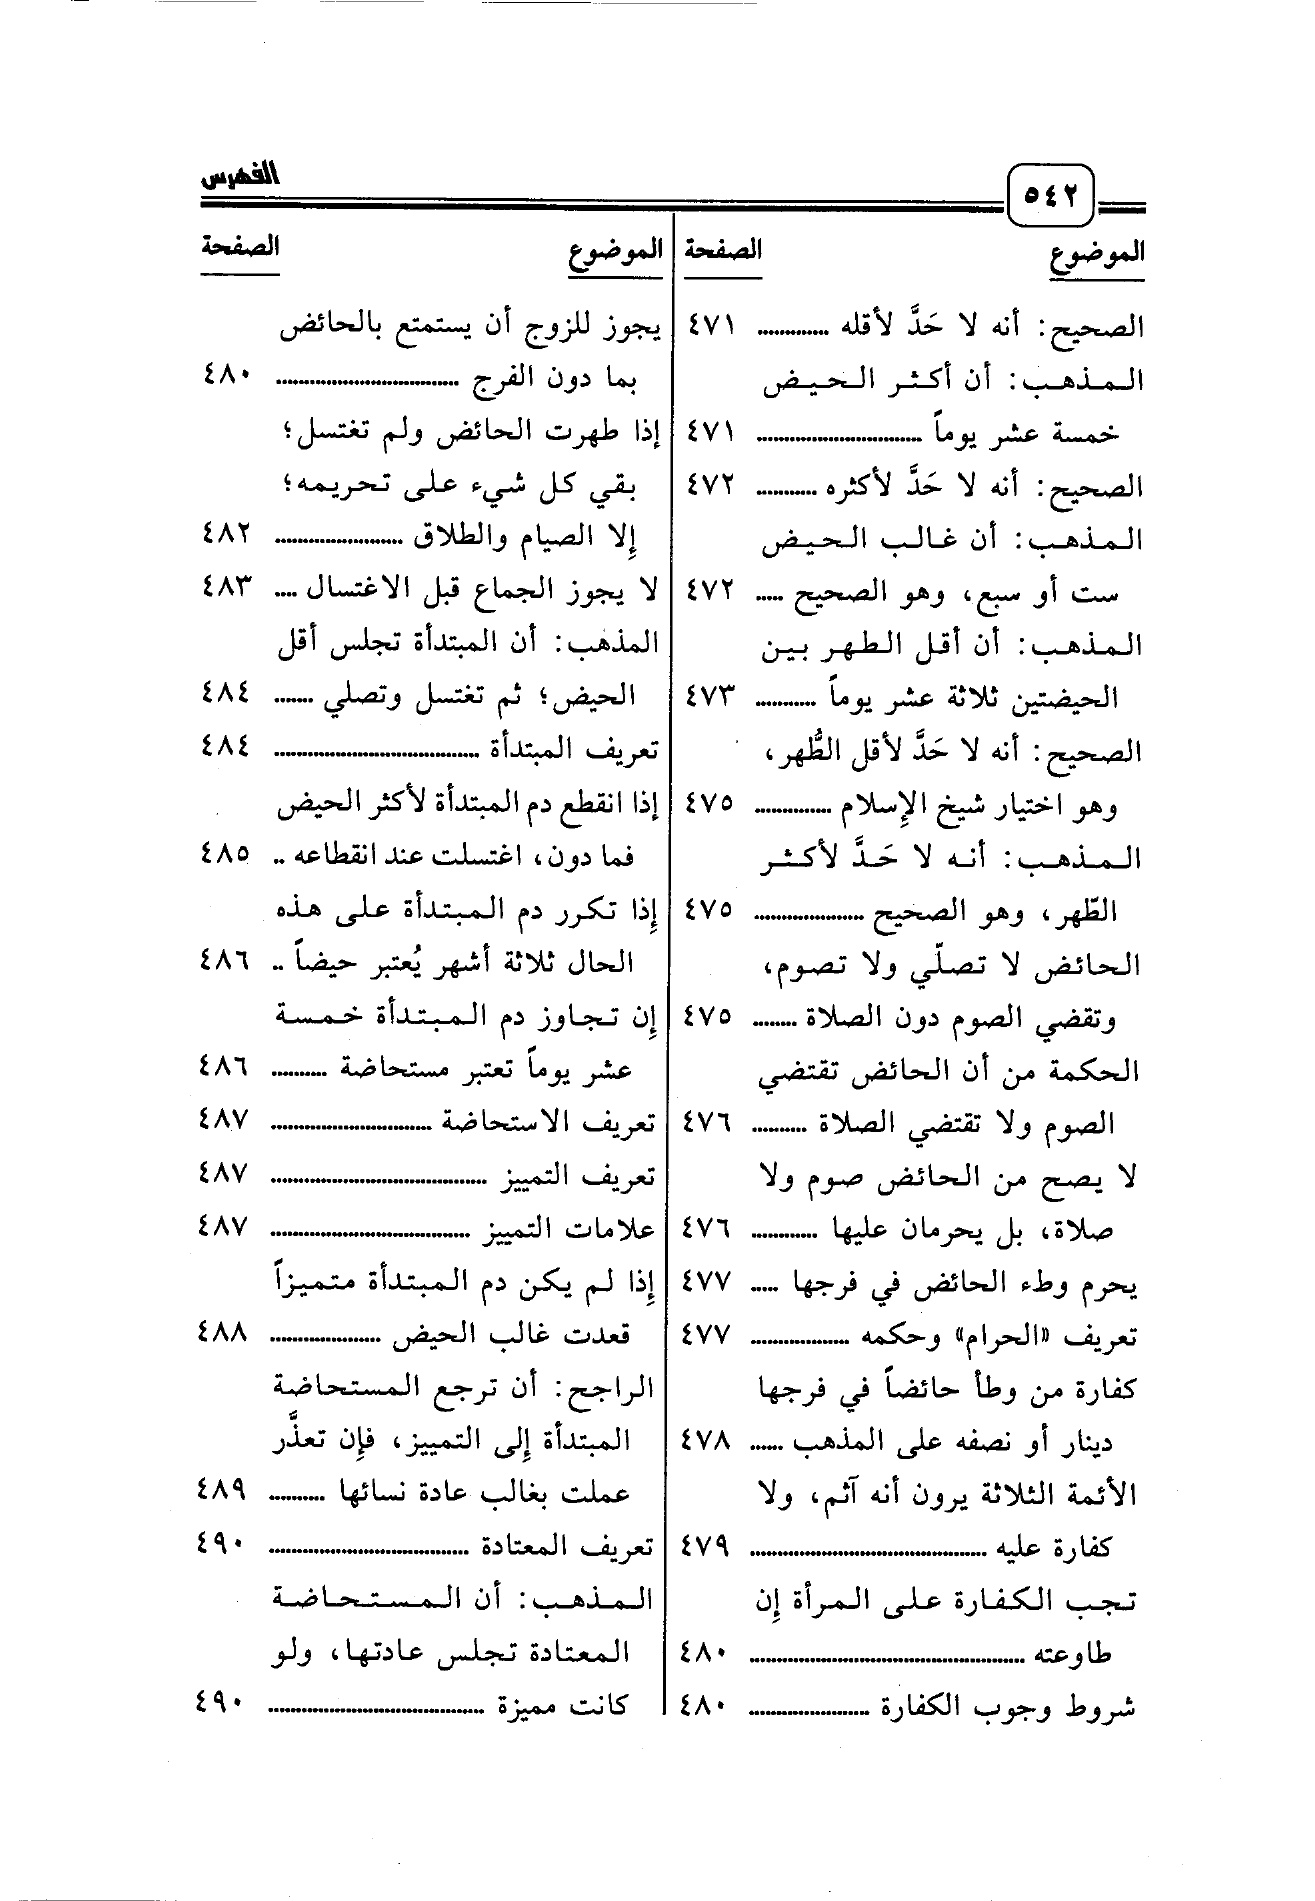 ٥٤٢
الفهرس
الموضوع الصفحة
الصحيح: أنه لا حَدَّ لأقله ............. ٤٧١
المذهب: أن أكثر الحيض
خمسة عشر يوماً .............................. ٤٧١
الصحيح: أنه لا حَدَّ لأكثره ........... ٤٧٢
المذهب: أن غالب الحيض
ست أو سبع، وهو الصحيح ..... ٤٧٢
المذهب: أن أقل الطهر بين
الحيضتين ثلاثة عشر يوماً ........... ٤٧٣
الصحيح: أنه لا حَدَّ لأقل الطُّهر،
وهو اختيار شيخ الإسلام .............. ٤٧٥
المذهب: أنه لا حَدَّ لأكثر
الطّهر، وهو الصحيح .................... ٤٧٥
الحائض لا تصلّي ولا تصوم،
وتقضي الصوم دون الصلاة ........ ٤٧٥
الحكمة من أن الحائض تقتضي
الصوم ولا تقتضي الصلاة .......... ٤٧٦
لا يصح من الحائض صوم ولا
صلاة، بل يحرمان عليها ............ ٤٧٦
يحرم وطء الحائض في فرجها ..... ٤٧٧
تعريف «الحرام» وحكمه .................. ٤٧٧
كفارة من وطأ حائضاً في فرجها
دينار أو نصفه على المذهب ...... ٤٧٨
الأئمة الثلاثة يرون أنه آثم، ولا
كفارة عليه ........................................... ٤٧٩
تجب الكفارة على المرأة إن
طاوعته .................................................. ٤٨٠
شروط وجوب الكفارة ...................... ٤٨٠
الموضوع الصفحة
يجوز للزوج أن يستمتع بالحائض
بما دون الفرج ................................. ٤٨٠
إذا طهرت الحائض ولم تغتسل؛
بقي كل شيء على تحريمه؛
إلا الصيام والطلاق ....................... ٤٨٢
لا يجوز الجماع قبل الاغتسال .... ٤٨٣
المذهب: أن المبتدأة تجلس أقل
الحيض؛ ثم تغتسل وتصلي ....... ٤٨٤
تعريف المبتدأة ..................................... ٤٨٤
إذا انقطع دم المبتدأة لأكثر الحيض
فما دون، اغتسلت عند انقطاعه .. ٤٨٥
إذا تكرر دم المبتدأة على هذه
الحال ثلاثة أشهر يُعتبر حيضاً .. ٤٨٦
إن تجاوز دم المبتدأة خمسة
عشر يوماً تعتبر مستحاضة .......... ٤٨٦
تعريف الاستحاضة ............................. ٤٨٧
تعريف التمييز ....................................... ٤٨٧
علامات التمييز .................................... ٤٨٧
إذا لم يكن دم المبتدأة متميزاً
قعدت غالب الحيض .................... ٤٨٨
الراجح: أن ترجع المستحاضة
المبتدأة إلى التمييز، فإن تعذَّر
عملت بغالب عادة نسائها .......... ٤٨٩
تعريف المعتادة .................................... ٤٩٠
المذهب: أن المستحاضة
المعتادة تجلس عادتها، ولو
كانت مميزة ....................................... ٤٩٠